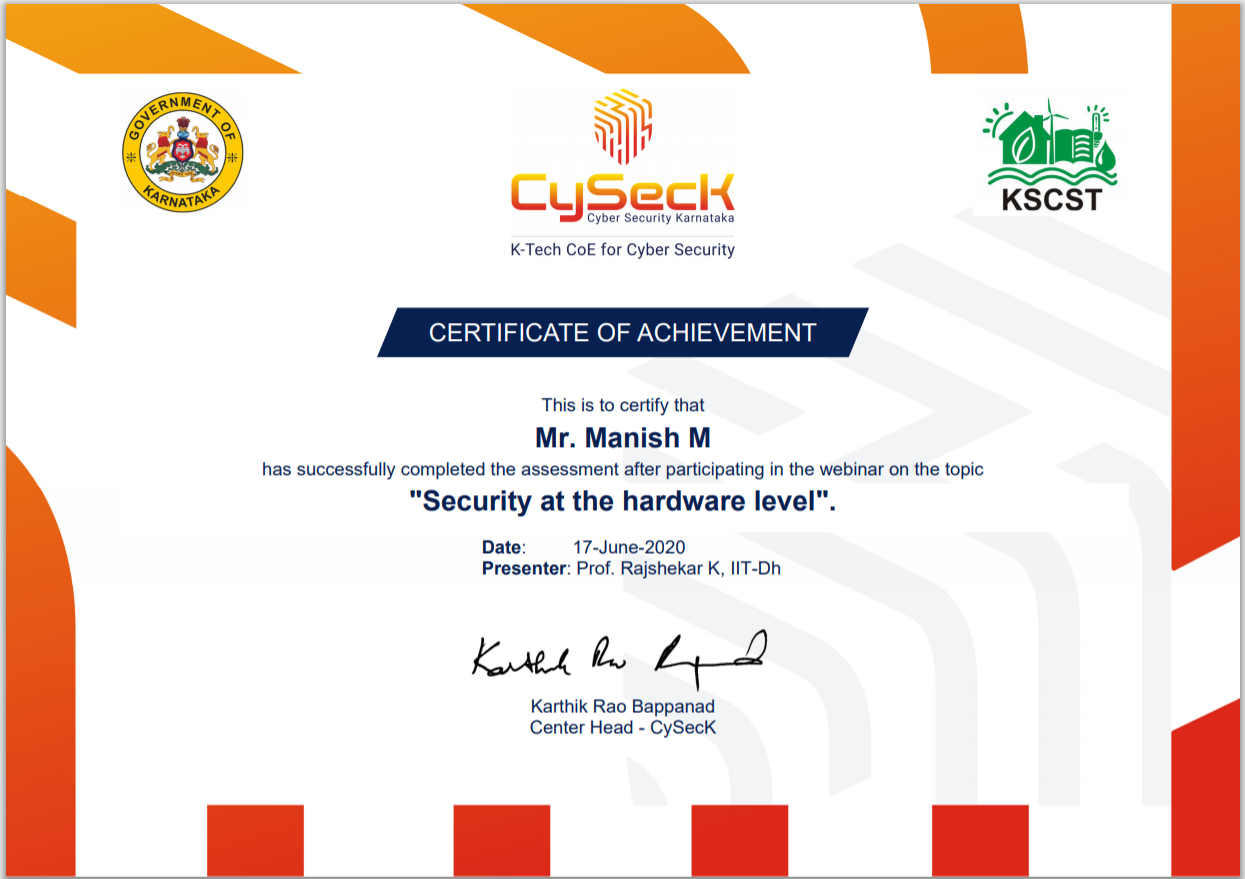 GOVERNMENT OF
KARNATAKA
CySecK
Cyber Security Karnataka
K-Tech CoE for Cyber Security
KSCST
CERTIFICATE OF ACHIEVEMENT
This is to certify that
Mr. Manish M
has successfully completed the assessment after participating in the webinar on the topic
"Security at the hardware level".
Date: 17-June-2020
Presenter: Prof. Rajshekar K, IIT-Dh
Karthik Rao Bappanad
Karthik Rao Bappanad
Center Head - CySecK